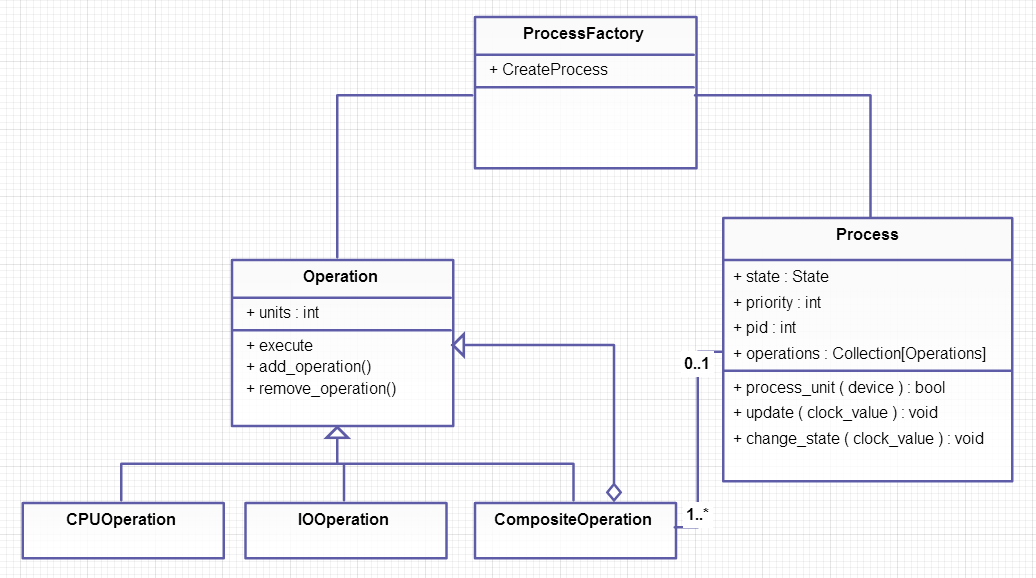 ProcessFactory
+ CreateProcess
Process
+ state : State
+ priority : int
+ pid : int
+ operations : Collection[Operations]
+ process_unit ( device ) : bool
+ update ( clock_value ) : void
+ change_state ( clock_value ) : void
Operation
+ units : int
+ execute
+ add_operation()
+ remove_operation()
0..1
1..*
CPUOperation
IOOperation
CompositeOperation